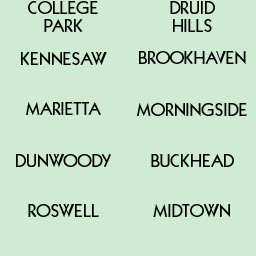 COLLEGE
PARK
DRUID
HILLS
KENNESAW
BROOKHAVEN
MARIETTA
MORNINGSIDE
DUNWOODY
BUCKHEAD
ROSWELL
MIDTOWN